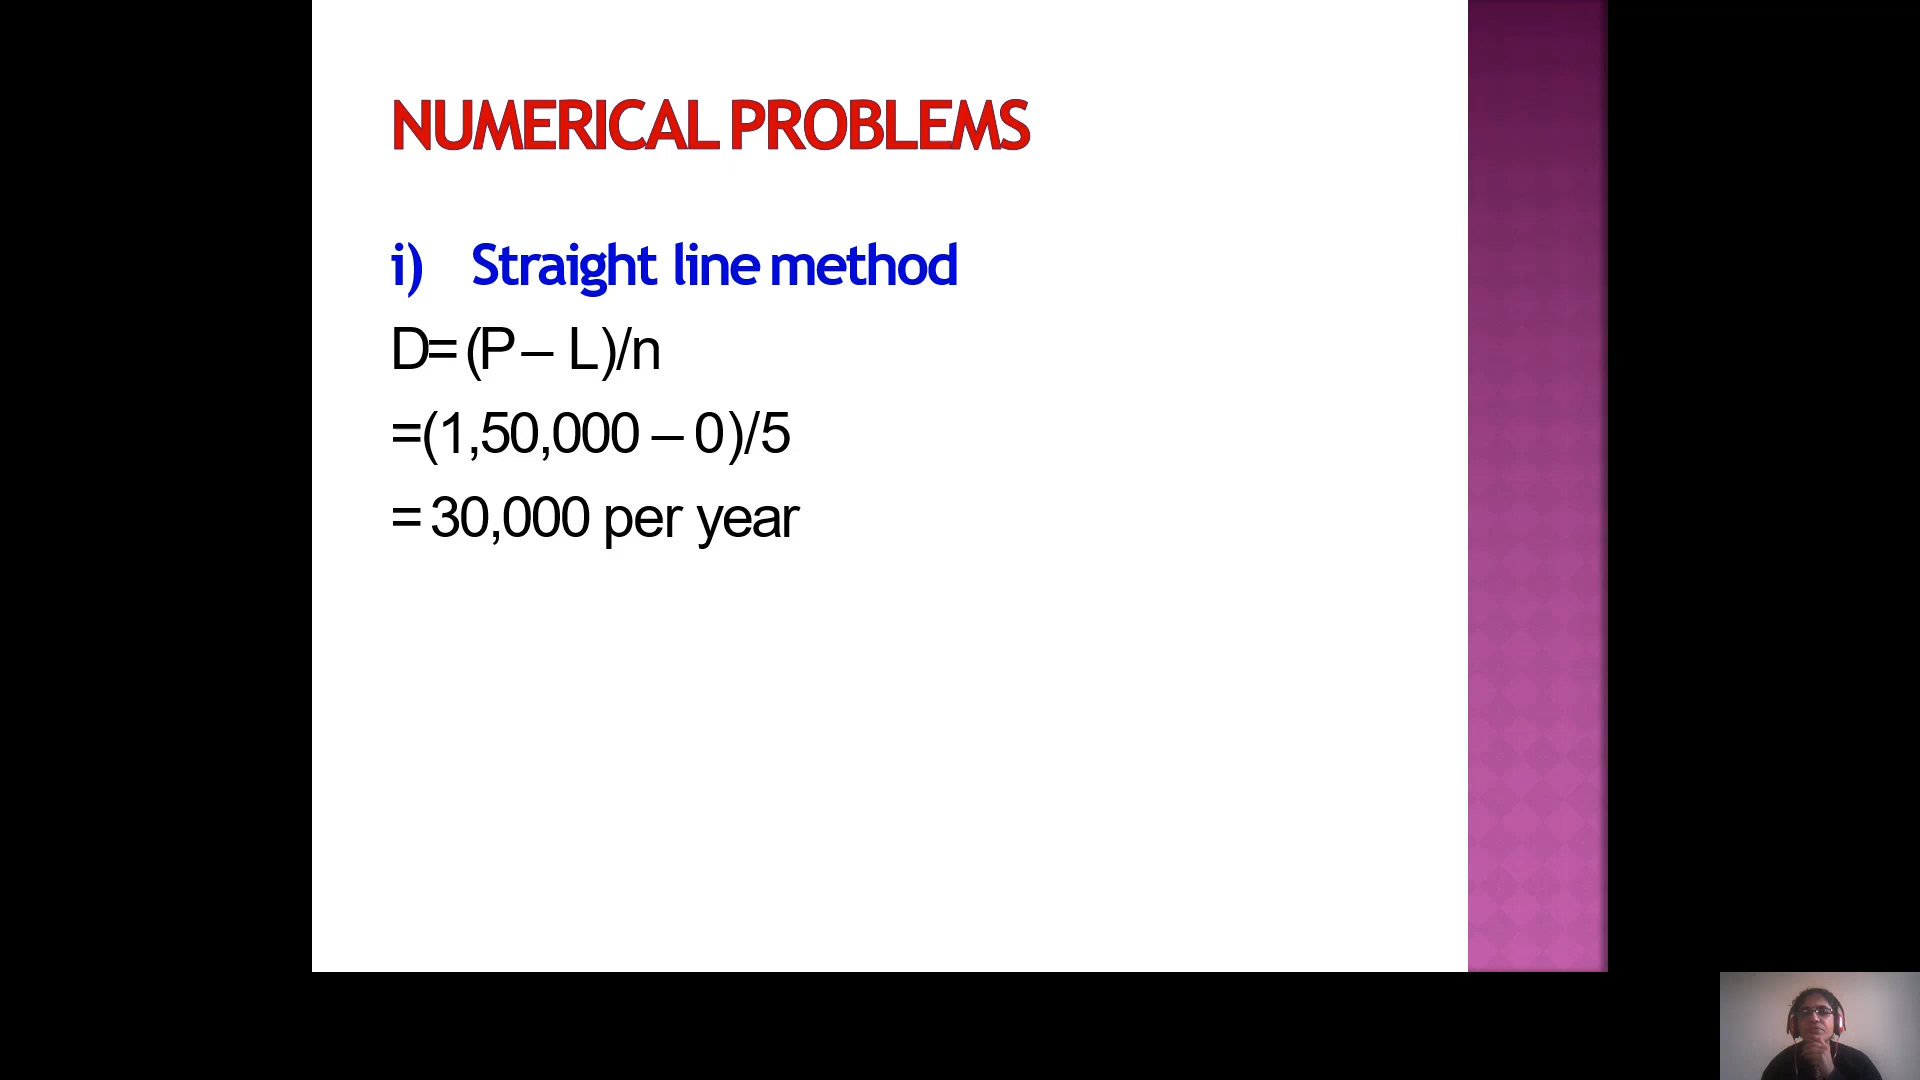 NUMERICAL PROBLEMS
i) Straight line method
D= (P – L)/n
=(1,50,000 – 0)/5
= 30,000 per year